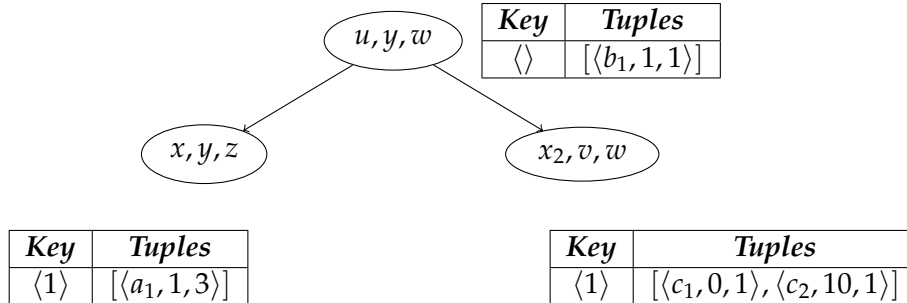 u, y, w
Key Tuples
⟨⟩ [⟨b₁, 1, 1⟩]
x, y, z
x₂, v, w
Key Tuples
⟨1⟩ [⟨a₁, 1, 3⟩]
Key Tuples
⟨1⟩ [⟨c₁, 0, 1⟩, ⟨c₂, 10, 1⟩]